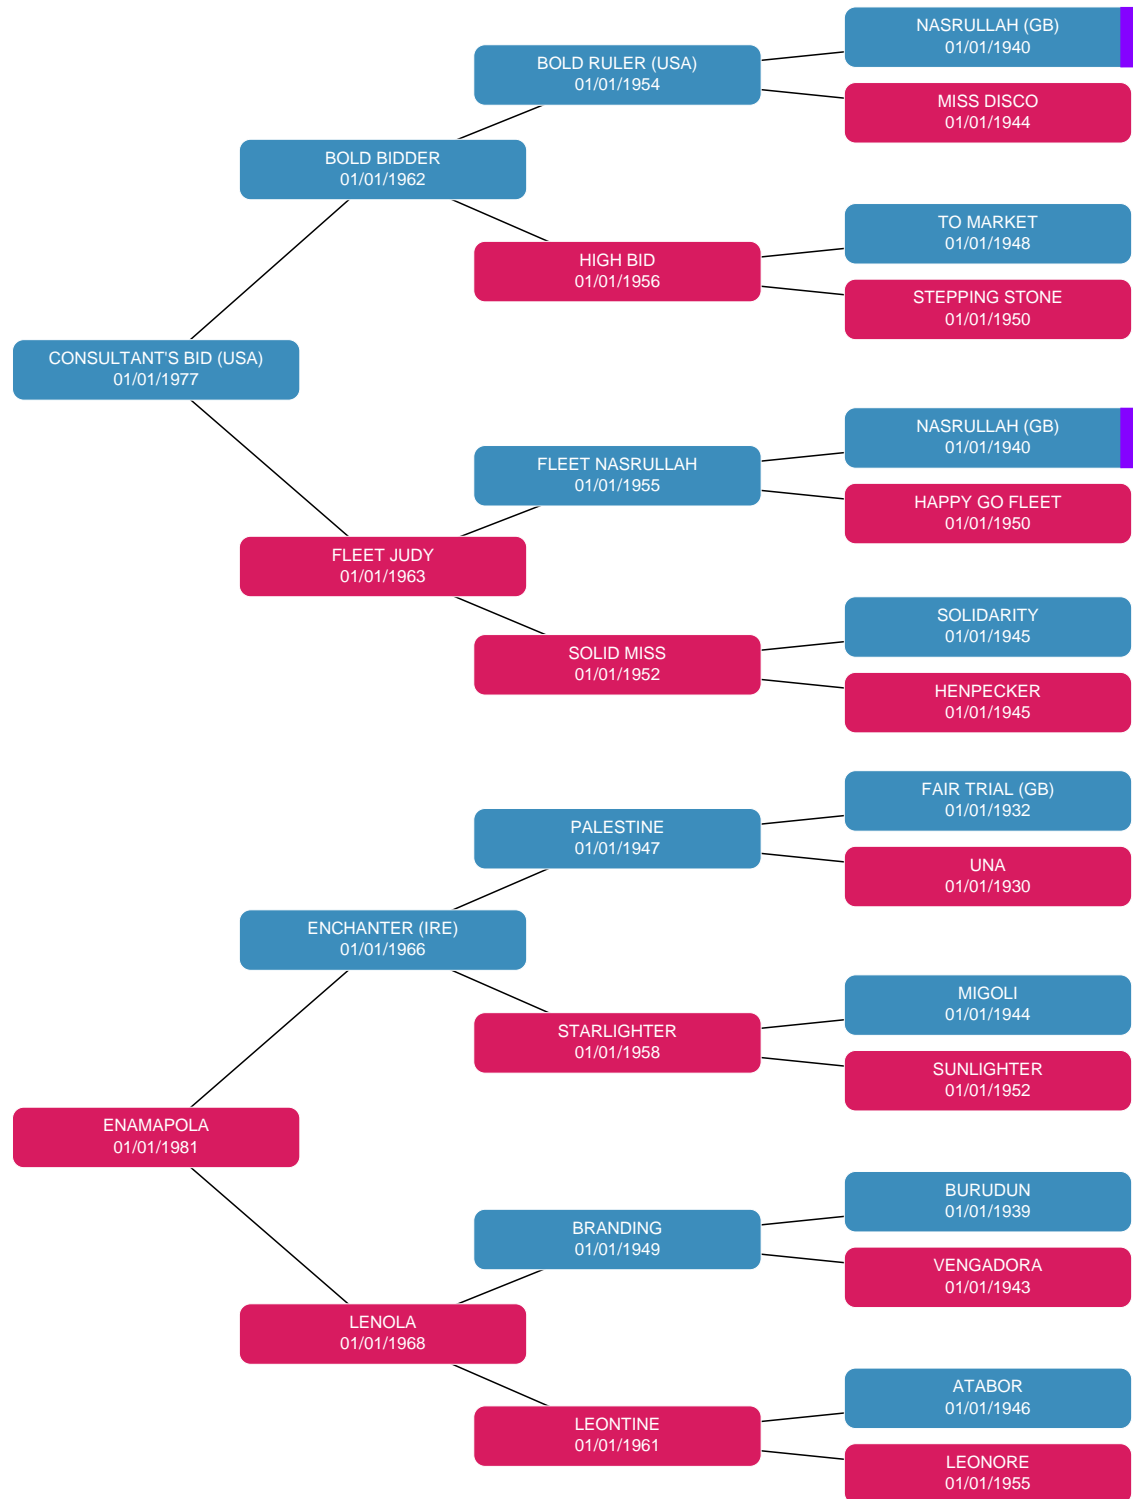 NASRULLAH (GB)
01/01/1940
BOLD RULER (USA)
01/01/1954
MISS DISCO
01/01/1944
BOLD BIDDER
01/01/1962
TO MARKET
01/01/1948
HIGH BID
01/01/1956
STEPPING STONE
01/01/1950
CONSULTANT'S BID (USA)
01/01/1977
NASRULLAH (GB)
01/01/1940
FLEET NASRULLAH
01/01/1955
HAPPY GO FLEET
01/01/1950
FLEET JUDY
01/01/1963
SOLIDARITY
01/01/1945
SOLID MISS
01/01/1952
HENPECKER
01/01/1945
FAIR TRIAL (GB)
01/01/1932
PALESTINE
01/01/1947
UNA
01/01/1930
ENCHANTER (IRE)
01/01/1966
MIGOLI
01/01/1944
STARLIGHTER
01/01/1958
SUNLIGHTER
01/01/1952
ENAMAPOLA
01/01/1981
BURUDUN
01/01/1939
BRANDING
01/01/1949
VENGADORA
01/01/1943
LENOLA
01/01/1968
ATABOR
01/01/1946
LEONTINE
01/01/1961
LEONORE
01/01/1955